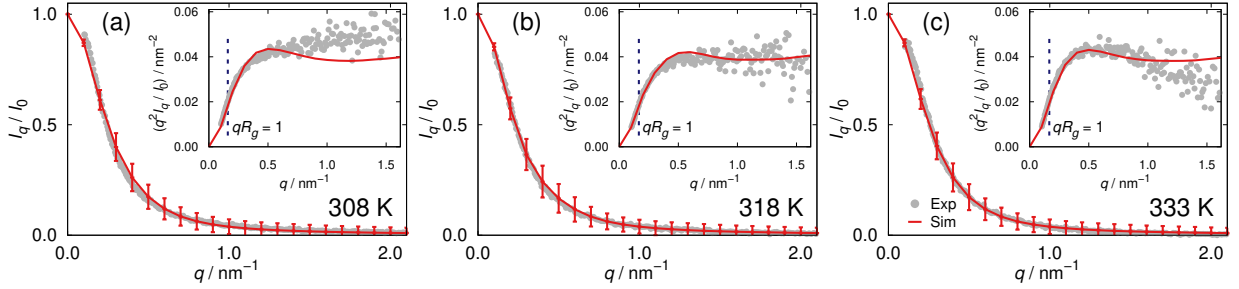 (a)
I_q / I_0
1.0
0.5
0.0
0.0
1.0
2.0
q / nm⁻¹
308 K
(q² I_q / I_0) / nm⁻²
0.06
0.04
0.02
0.00
0.0
0.5
1.0
1.5
q / nm⁻¹
qR_g = 1
(b)
I_q / I_0
1.0
0.5
0.0
0.0
1.0
2.0
q / nm⁻¹
318 K
(q² I_q / I_0) / nm⁻²
0.06
0.04
0.02
0.00
0.0
0.5
1.0
1.5
q / nm⁻¹
qR_g = 1
(c)
I_q / I_0
1.0
0.5
0.0
0.0
1.0
2.0
q / nm⁻¹
333 K
Exp
Sim
(q² I_q / I_0) / nm⁻²
0.06
0.04
0.02
0.00
0.0
0.5
1.0
1.5
q / nm⁻¹
qR_g = 1